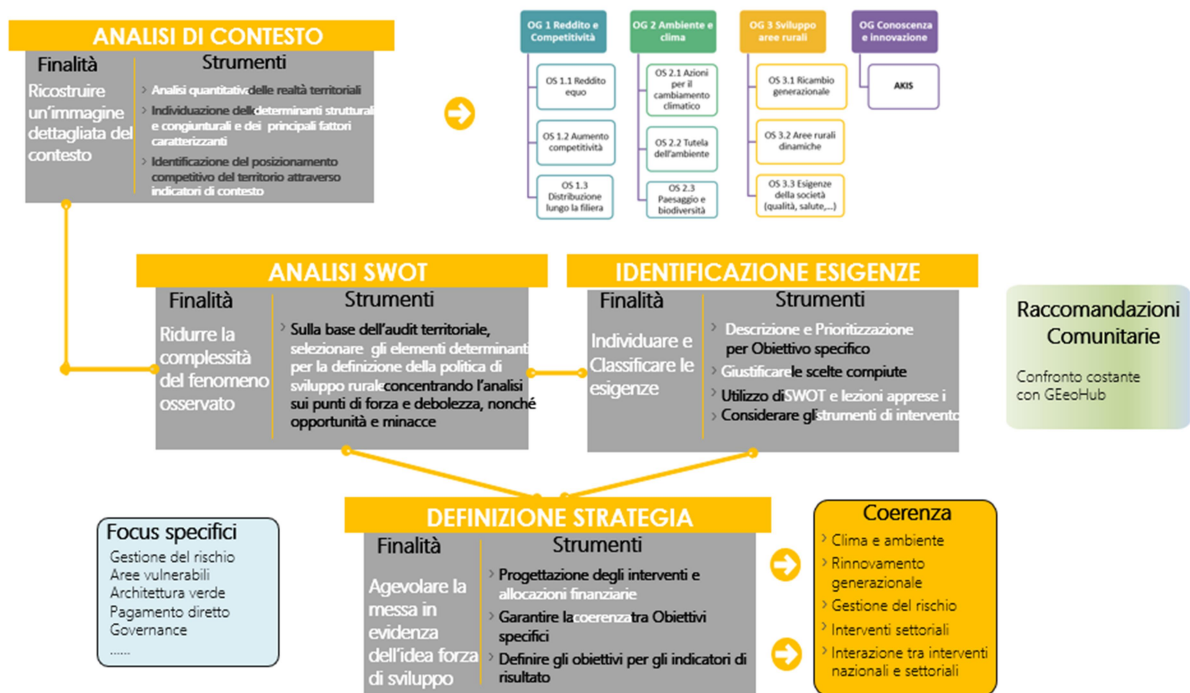 ANALISI DI CONTESTO
Finalità
Ricostruire
un'immagine
dettagliata del
contesto
Strumenti
› Analisi quantitativa delle realtà territoriali
› Individuazione delle determinanti strutturali
e congiunturali e dei principali fattori
caratterizzanti
› Identificazione del posizionamento
competitivo del territorio attraverso
indicatori di contesto
OG 1 Reddito e
Competitività
OS 1.1 Reddito
equo
OS 1.2 Aumento
competitività
OS 1.3
Distribuzione
lungo la filiera
OG 2 Ambiente e
clima
OS 2.1 Azioni
per il
cambiamento
climatico
OS 2.2 Tutela
dell'ambiente
OS 2.3
Paesaggio e
biodiversità
OG 3 Sviluppo
aree rurali
OS 3.1 Ricambio
generazionale
OS 3.2 Aree rurali
dinamiche
OS 3.3 Esigenze
della società
(qualità, salute,...)
OG Conoscenza
e innovazione
AKIS
ANALISI SWOT
Finalità
Ridurre la
complessità
del fenomeno
osservato
Strumenti
› Sulla base dell'audit territoriale,
selezionare gli elementi determinanti
per la definizione della politica di
sviluppo rurale concentrando l'analisi
sui punti di forza e debolezza, nonché
opportunità e minacce
IDENTIFICAZIONE ESIGENZE
Finalità
Individuare e
Classificare le
esigenze
Strumenti
› Descrizione e Prioritizzazione
per Obiettivo specifico
› Giustificare le scelte compiute
› Utilizzo di SWOT e lezioni apprese i
› Considerare gli strumenti di intervento
Raccomandazioni
Comunitarie
Confronto costante
con GEeoHub
Focus specifici
Gestione del rischio
Aree vulnerabili
Architettura verde
Pagamento diretto
Governance
......
DEFINIZIONE STRATEGIA
Finalità
Agevolare la
messa in
evidenza
dell'idea forza
di sviluppo
Strumenti
› Progettazione degli interventi e
allocazioni finanziarie
› Garantire la coerenza tra Obiettivi
specifici
› Definire gli obiettivi per gli indicatori di
risultato
Coerenza
› Clima e ambiente
› Rinnovamento
generazionale
› Gestione del rischio
› Interventi settoriali
› Interazione tra interventi
nazionali e settoriali